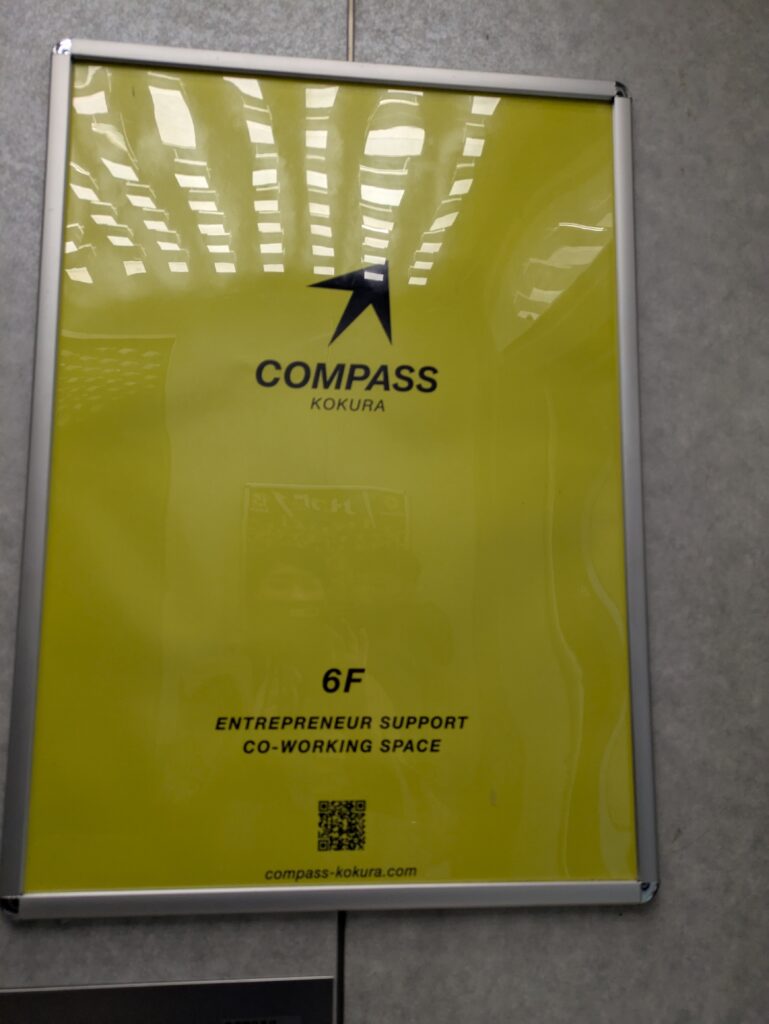 COMPASS
KOKURA
6F
ENTREPRENEUR SUPPORT
CO-WORKING SPACE
compass-kokura.com